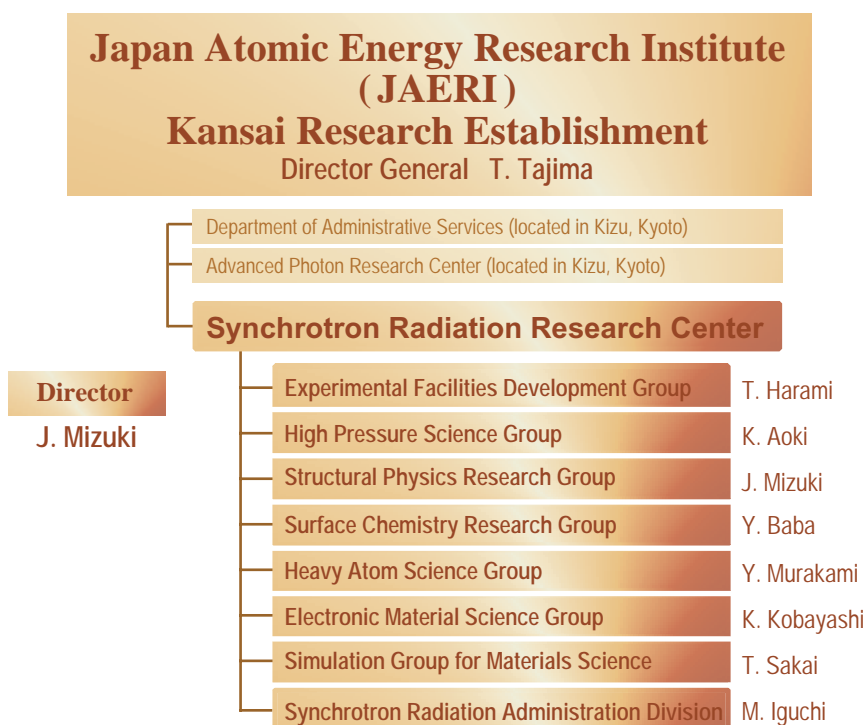 Japan Atomic Energy Research Institute
(JAERI)
Kansai Research Establishment
Director General T. Tajima
Department of Administrative Services (located in Kizu, Kyoto)
Advanced Photon Research Center (located in Kizu, Kyoto)
Synchrotron Radiation Research Center
Director
J. Mizuki
Experimental Facilities Development Group T. Harami
High Pressure Science Group K. Aoki
Structural Physics Research Group J. Mizuki
Surface Chemistry Research Group Y. Baba
Heavy Atom Science Group Y. Murakami
Electronic Material Science Group K. Kobayashi
Simulation Group for Materials Science T. Sakai
Synchrotron Radiation Administration Division M. Iguchi